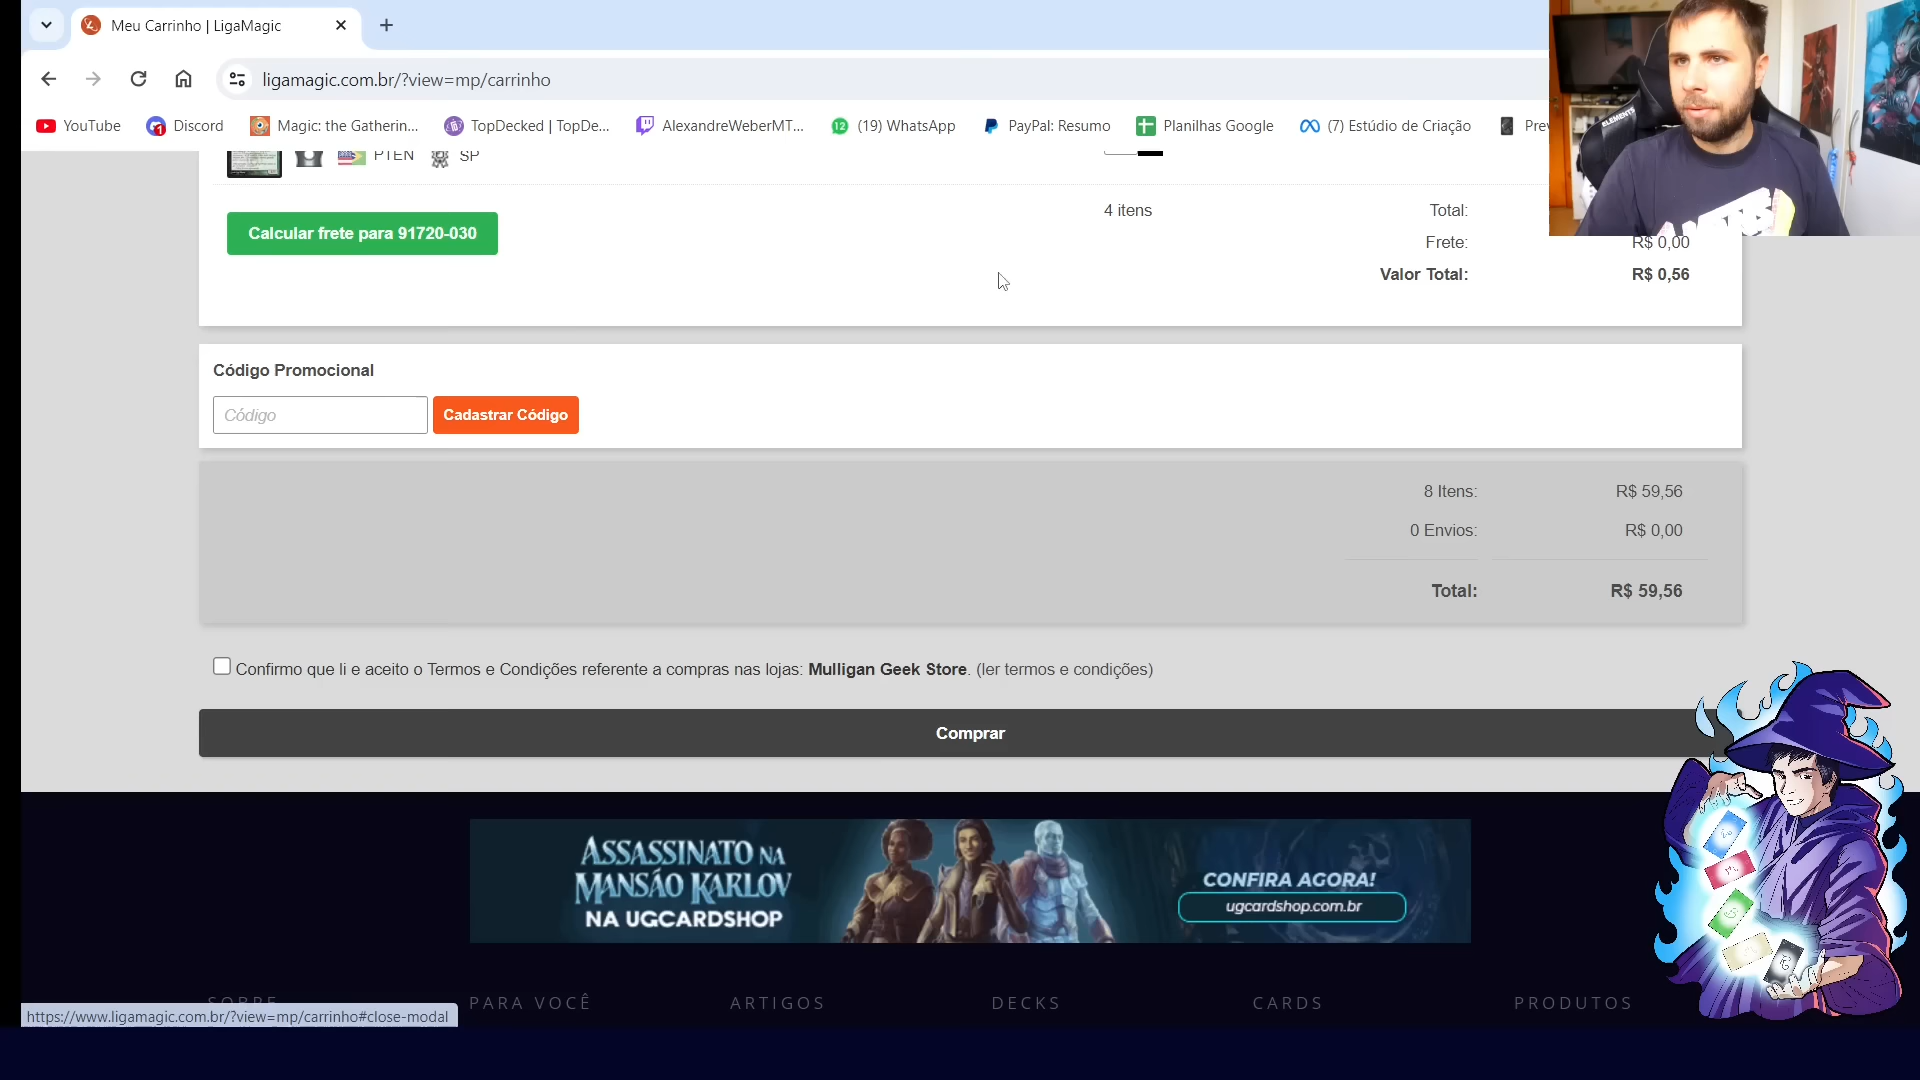 Meu Carrinho | LigaMagic
ligamagic.com.br/?view=mp/carrinho
YouTube
Discord
Magic: the Gatherin...
TopDecked | TopDe...
AlexandreWeberMT...
(19) WhatsApp
PayPal: Resumo
Planilhas Google
(7) Estúdio de Criação
Prev
ELEMENTS
PTEN
SP
4 itens
Total:
Calcular frete para 91720-030
Frete:
R$ 0,00
Valor Total:
R$ 0,56
Código Promocional
Código
Cadastrar Código
8 Itens:
R$ 59,56
0 Envios:
R$ 0,00
Total:
R$ 59,56
Confirmo que li e aceito o Termos e Condições referente a compras nas lojas: Mulligan Geek Store. (ler termos e condições)
Comprar
ASSASSINATO NA
MANSÃO KARLOV
NA UGCARDSHOP
CONFIRA AGORA!
ugcardshop.com.br
SOBRE
PARA VOCÊ
ARTIGOS
DECKS
CARDS
PRODUTOS
https://www.ligamagic.com.br/?view=mp/carrinho#close-modal